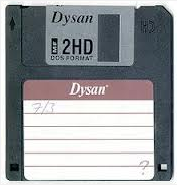 Dysan
2HD
DOS FORMAT
HD
Dysan
7/3
?